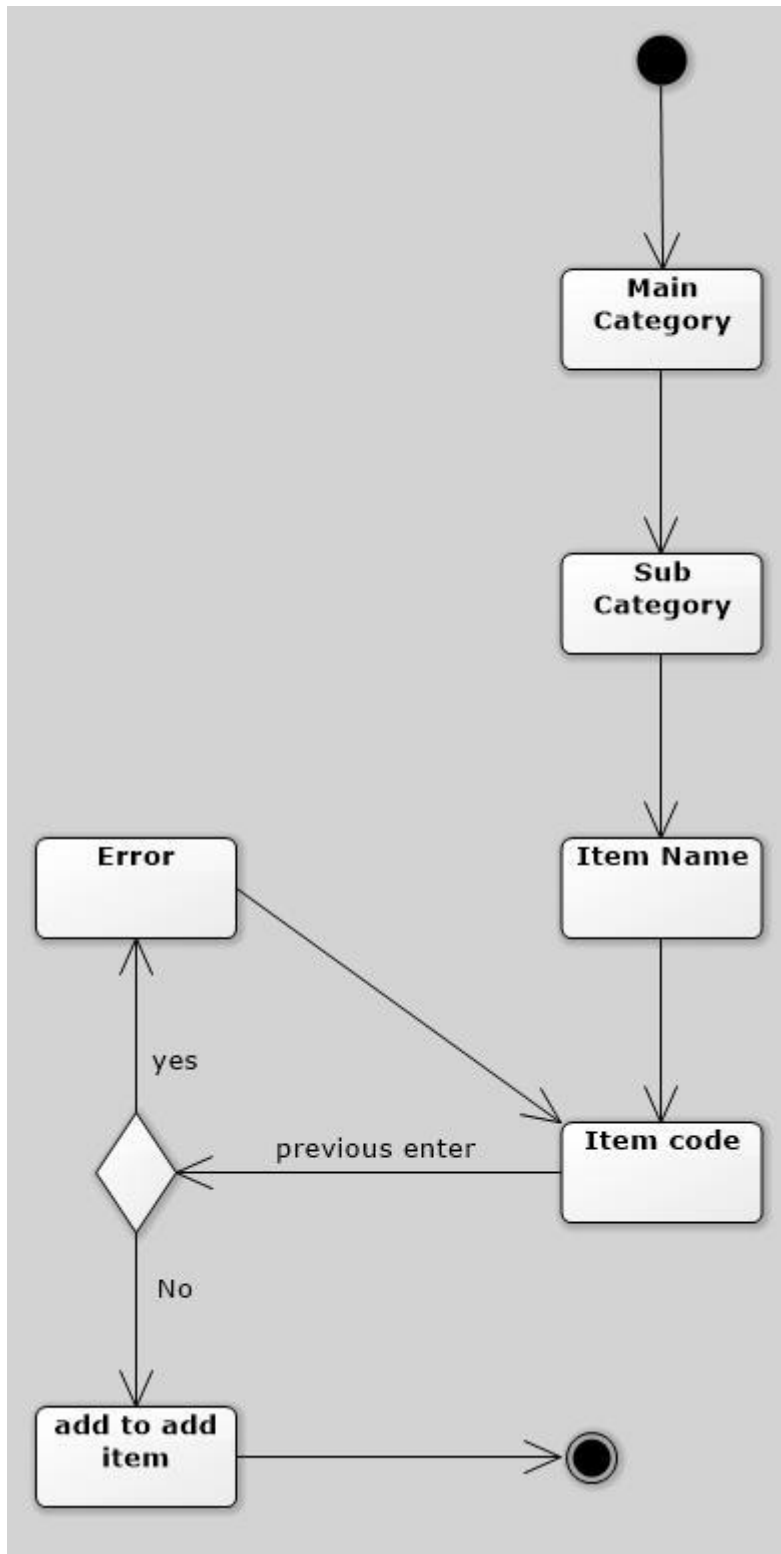 Main
Category
Sub
Category
Error
Item Name
yes
previous enter
Item code
No
add to add
item